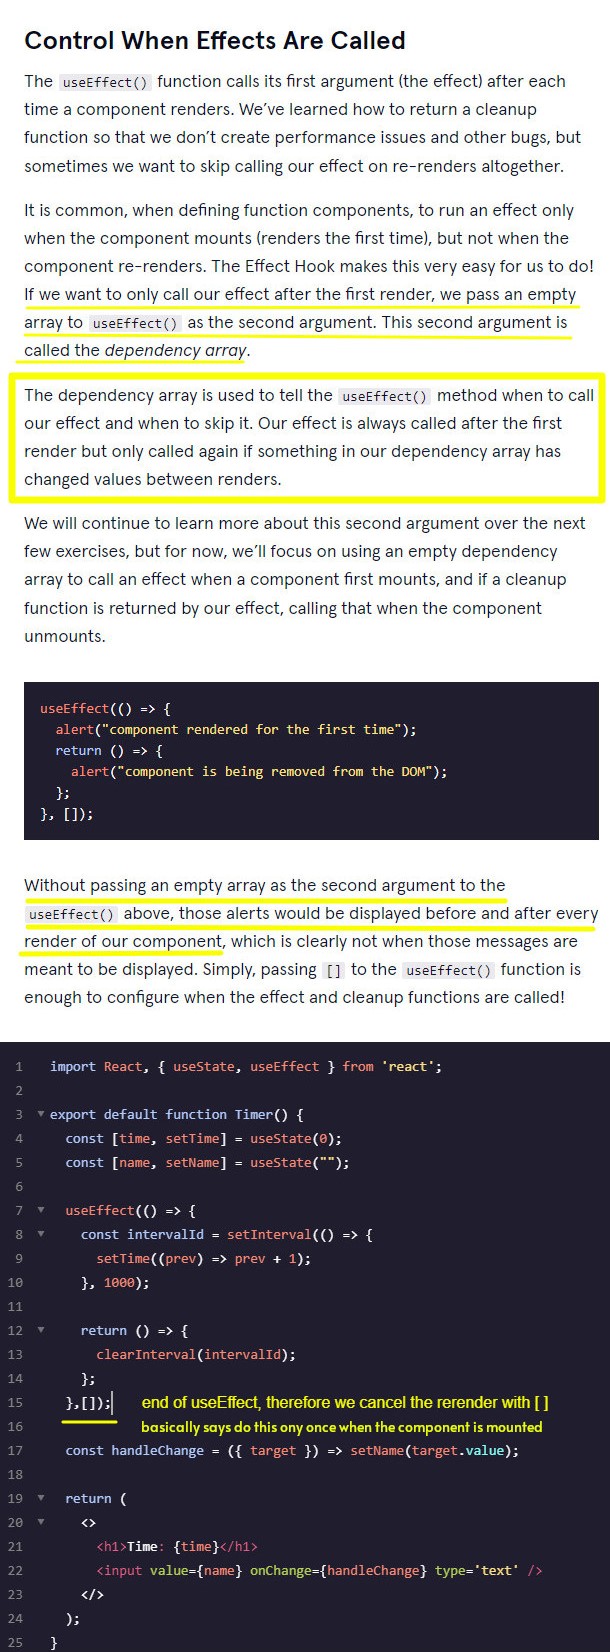 Control When Effects Are Called
The useEffect() function calls its first argument (the effect) after each
time a component renders. We’ve learned how to return a cleanup
function so that we don’t create performance issues and other bugs, but
sometimes we want to skip calling our effect on re-renders altogether.
It is common, when defining function components, to run an effect only
when the component mounts (renders the first time), but not when the
component re-renders. The Effect Hook makes this very easy for us to do!
If we want to only call our effect after the first render, we pass an empty
array to useEffect() as the second argument. This second argument is
called the dependency array.
The dependency array is used to tell the useEffect() method when to call
our effect and when to skip it. Our effect is always called after the first
render but only called again if something in our dependency array has
changed values between renders.
We will continue to learn more about this second argument over the next
few exercises, but for now, we’ll focus on using an empty dependency
array to call an effect when a component first mounts, and if a cleanup
function is returned by our effect, calling that when the component
unmounts.
useEffect(() => {
alert("component rendered for the first time");
return () => {
alert("component is being removed from the DOM");
};
}, []);
Without passing an empty array as the second argument to the
useEffect() above, those alerts would be displayed before and after every
render of our component, which is clearly not when those messages are
meant to be displayed. Simply, passing [] to the useEffect() function is
enough to configure when the effect and cleanup functions are called!
1 import React, { useState, useEffect } from 'react';
2
3 export default function Timer() {
4 const [time, setTime] = useState(0);
5 const [name, setName] = useState("");
6
7 useEffect(() => {
8 const intervalId = setInterval(() => {
9 setTime((prev) => prev + 1);
10 }, 1000);
11
12 return () => {
13 clearInterval(intervalId);
14 };
15 },[]); end of useEffect, therefore we cancel the rerender with [ ]
16 basically says do this ony once when the component is mounted
17 const handleChange = ({ target }) => setName(target.value);
18
19 return (
20 <>
21 <h1>Time: {time}</h1>
22 <input value={name} onChange={handleChange} type='text' />
23 </>
24 );
25 }